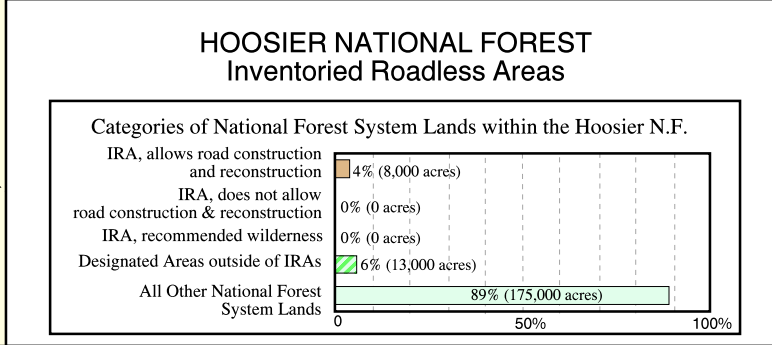 HOOSIER NATIONAL FOREST
Inventoried Roadless Areas
Categories of National Forest System Lands within the Hoosier N.F.
IRA, allows road construction
and reconstruction
4% (8,000 acres)
IRA, does not allow
road construction & reconstruction
0% (0 acres)
IRA, recommended wilderness
0% (0 acres)
Designated Areas outside of IRAs
6% (13,000 acres)
All Other National Forest
System Lands
89% (175,000 acres)
0 50% 100%